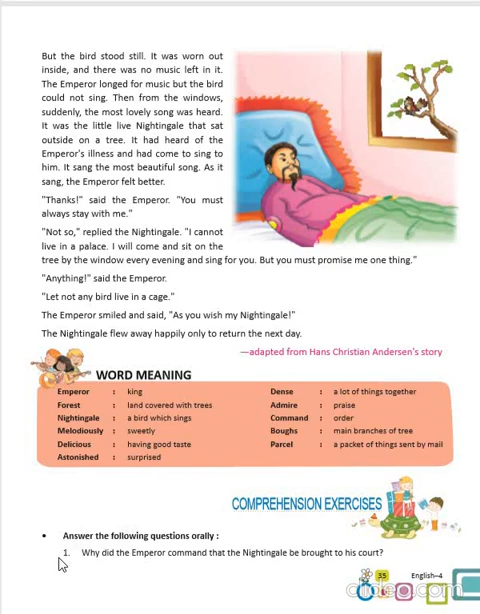 But the bird stood still. It was worn out
inside, and there was no music left in it.
The Emperor longed for music but the bird
could not sing. Then from the windows,
suddenly, the most lovely song was heard.
It was the little live Nightingale that sat
outside on a tree. It had heard of the
Emperor's illness and had come to sing to
him. It sang the most beautiful song. As it
sang, the Emperor felt better.
"Thanks!" said the Emperor. "You must
always stay with me."
"Not so," replied the Nightingale. "I cannot
live in a palace. I will come and sit on the
tree by the window every evening and sing for you. But you must promise me one thing."
"Anything!" said the Emperor.
"Let not any bird live in a cage."
The Emperor smiled and said, "As you wish my Nightingale!"
The Nightingale flew away happily only to return the next day.
—adapted from Hans Christian Andersen's story
WORD MEANING
Emperor : king
Forest : land covered with trees
Nightingale : a bird which sings
Melodiously : sweetly
Delicious : having good taste
Astonished : surprised
Dense : a lot of things together
Admire : praise
Command : order
Boughs : main branches of tree
Parcel : a packet of things sent by mail
COMPREHENSION EXERCISES
• Answer the following questions orally :
1. Why did the Emperor command that the Nightingale be brought to his court?
35 English–4